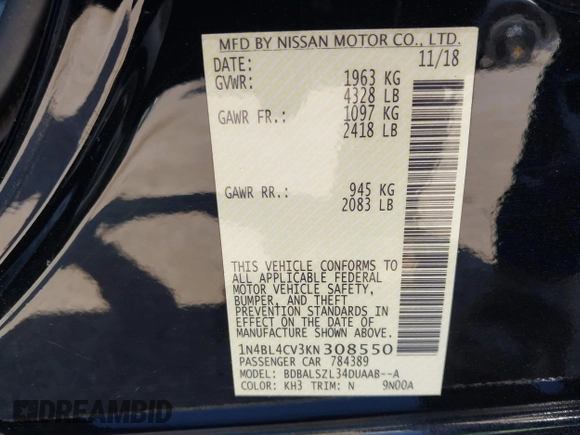 MFD BY NISSAN MOTOR CO., LTD.
DATE: 11/18
GVWR: 1963 KG
4328 LB
GAWR FR.: 1097 KG
2418 LB
GAWR RR.: 945 KG
2083 LB
THIS VEHICLE CONFORMS TO
ALL APPLICABLE FEDERAL
MOTOR VEHICLE SAFETY,
BUMPER, AND THEFT
PREVENTION STANDARDS IN
EFFECT ON THE DATE OF
MANUFACTURE SHOWN ABOVE.
1N4BL4CV3KN308550
PASSENGER CAR 784389
MODEL: BDBALSZL34DUAAB--A
COLOR: KH3 TRIM: N 9N00A
DREAMBID